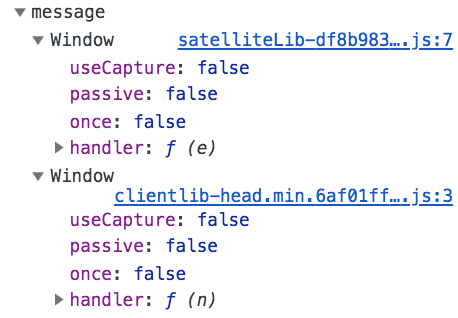 message
Window satelliteLib-df8b983….js:7
useCapture: false
passive: false
once: false
handler: ƒ (e)
Window
clientlib-head.min.6af01ff….js:3
useCapture: false
passive: false
once: false
handler: ƒ (n)